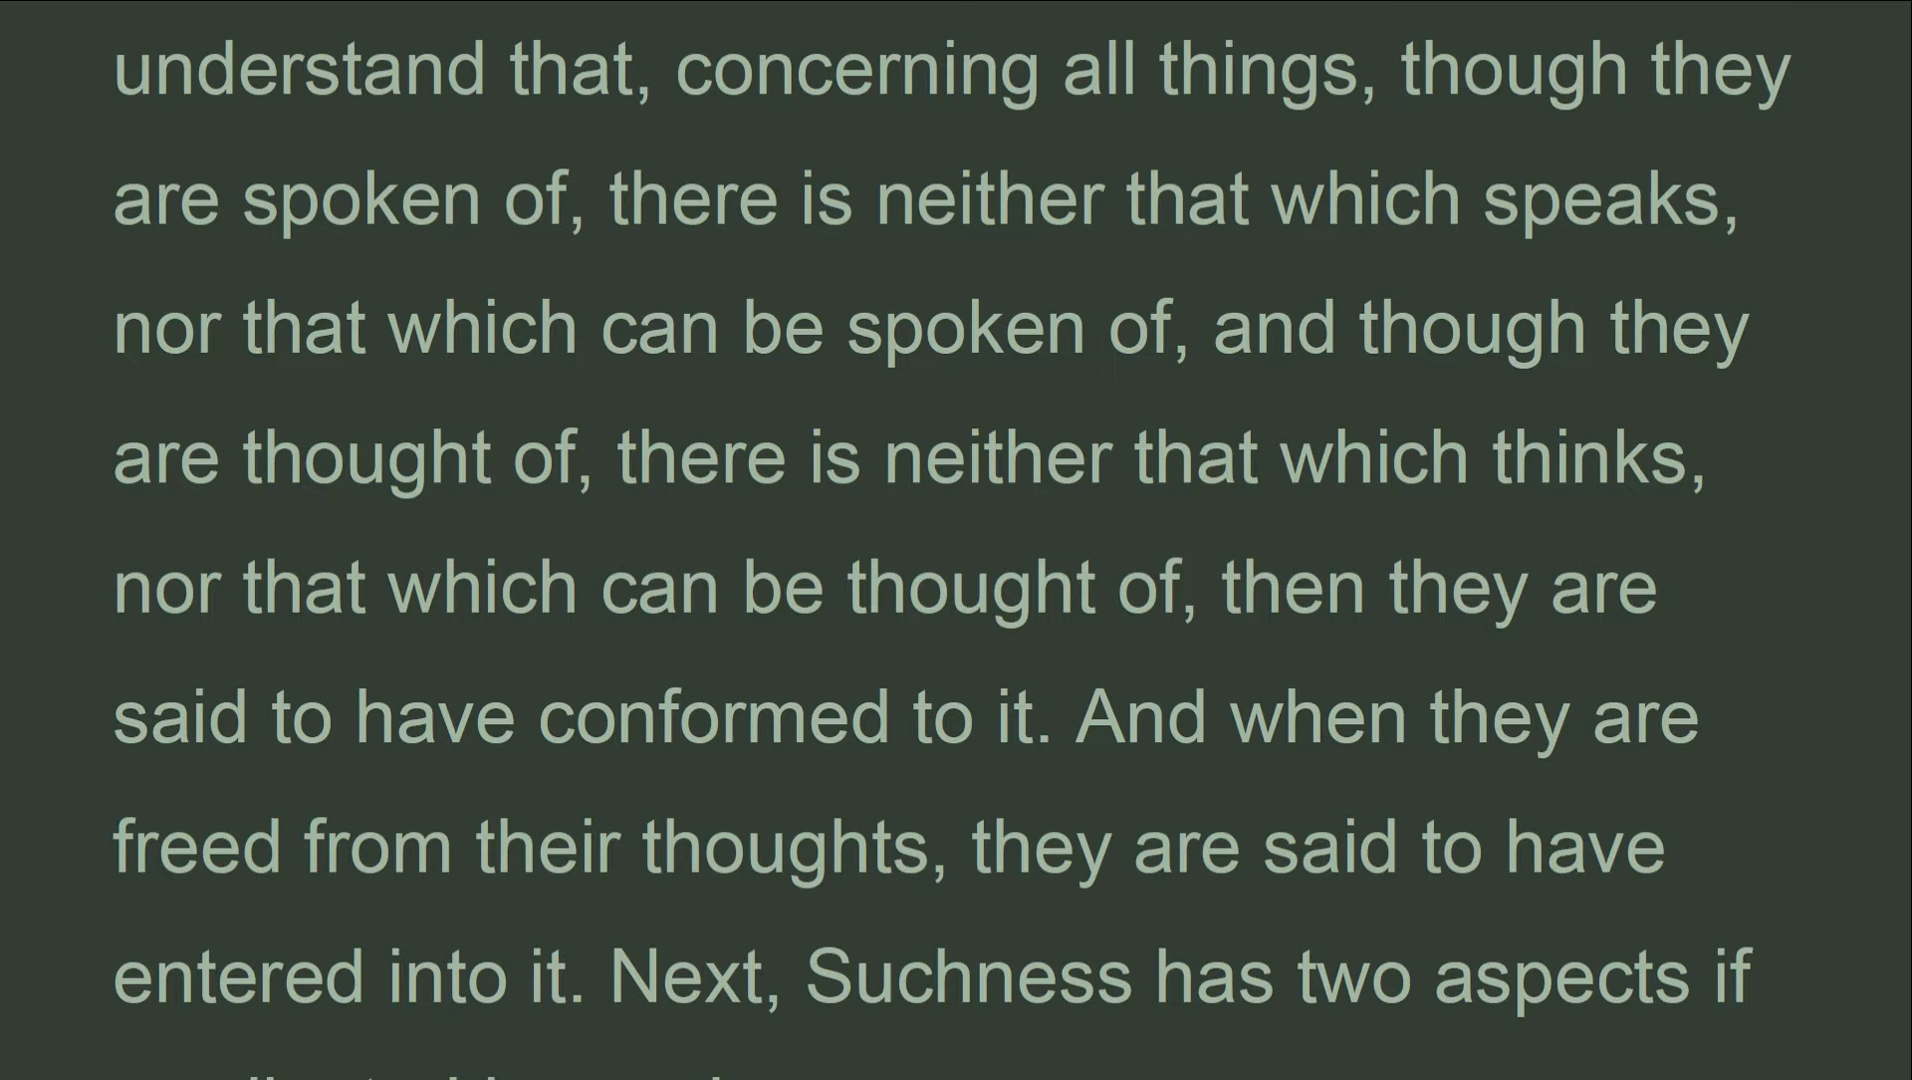 understand that, concerning all things, though they
are spoken of, there is neither that which speaks,
nor that which can be spoken of, and though they
are thought of, there is neither that which thinks,
nor that which can be thought of, then they are
said to have conformed to it. And when they are
freed from their thoughts, they are said to have
entered into it. Next, Suchness has two aspects if